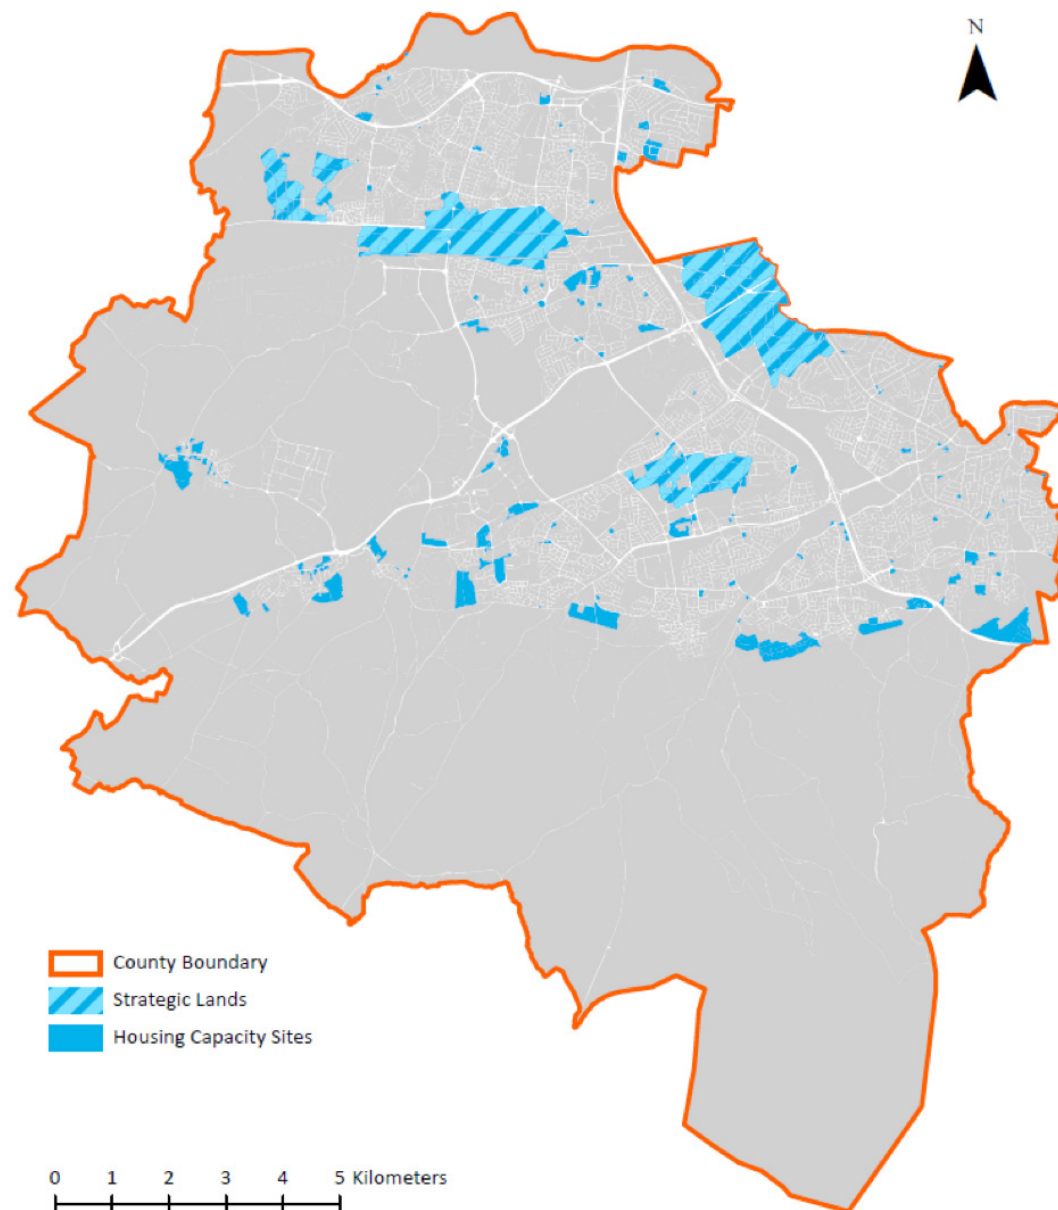 N
County Boundary
Strategic Lands
Housing Capacity Sites
0 1 2 3 4 5 Kilometers